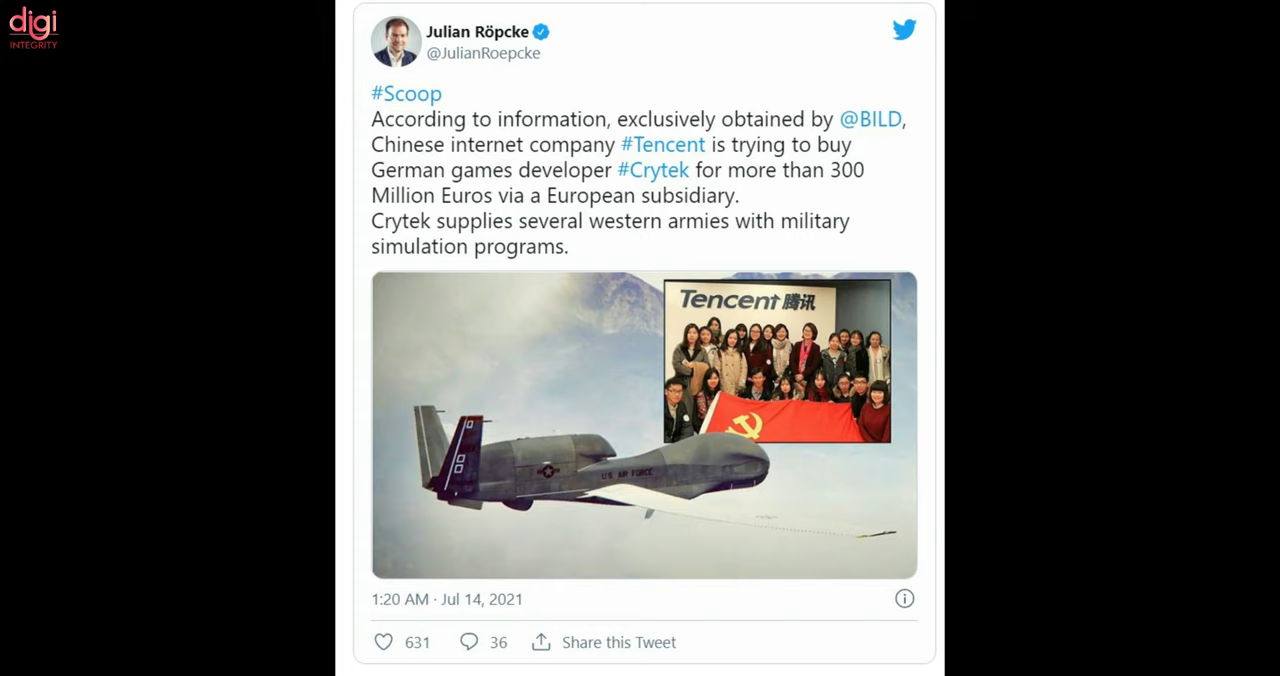 digi
INTEGRITY
Julian Röpcke
@JulianRoepcke
#Scoop
According to information, exclusively obtained by @BILD,
Chinese internet company #Tencent is trying to buy
German games developer #Crytek for more than 300
Million Euros via a European subsidiary.
Crytek supplies several western armies with military
simulation programs.
Tencent 腾讯
U.S. AIR FORCE
1:20 AM · Jul 14, 2021
631
36
Share this Tweet